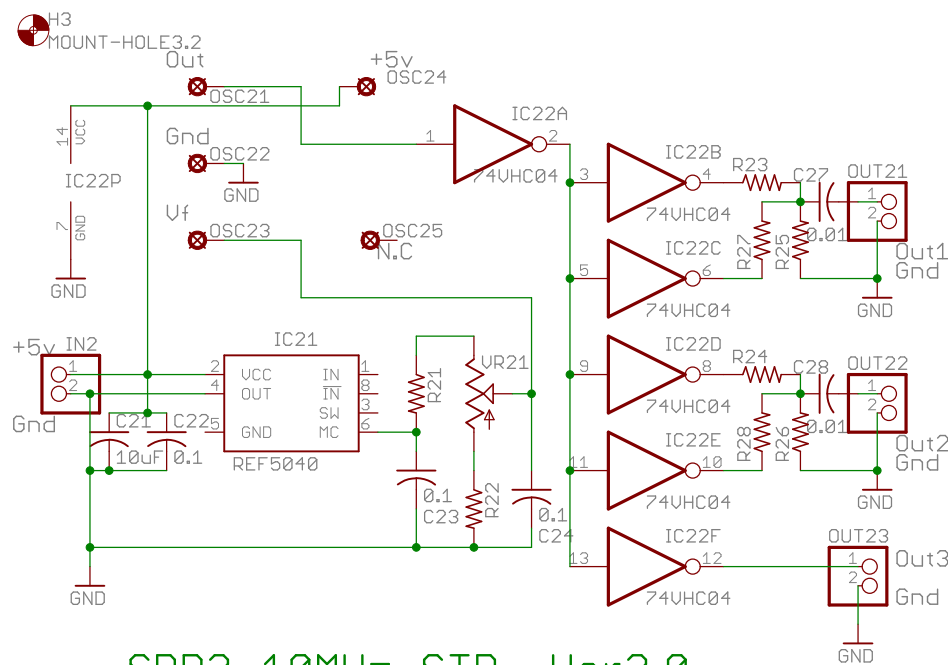 H3
MOUNT-HOLE3.2
Out
OSC21
+5v
OSC24
14
VCC
IC22P
7
GND
GND
Gnd
OSC22
GND
Vf
OSC23
OSC25
N.C
IC22A
1
2
74VHC04
IC22B
3
4
74VHC04
IC22C
5
6
74VHC04
R23
R27
R25
C27
0.01
OUT21
1
2
Out1
Gnd
GND
IC22D
9
8
74VHC04
IC22E
11
10
74VHC04
R24
R28
R26
C28
0.01
OUT22
1
2
Out2
Gnd
GND
IC22F
13
12
74VHC04
OUT23
1
2
Out3
Gnd
GND
+5v
IN2
1
2
Gnd
IC21
2
VCC
IN
1
4
OUT
IN
8
SW
3
5
GND
MC
6
REF5040
C21
10uF
C22
0.1
R21
VR21
R22
0.1
C23
0.1
C24
GND